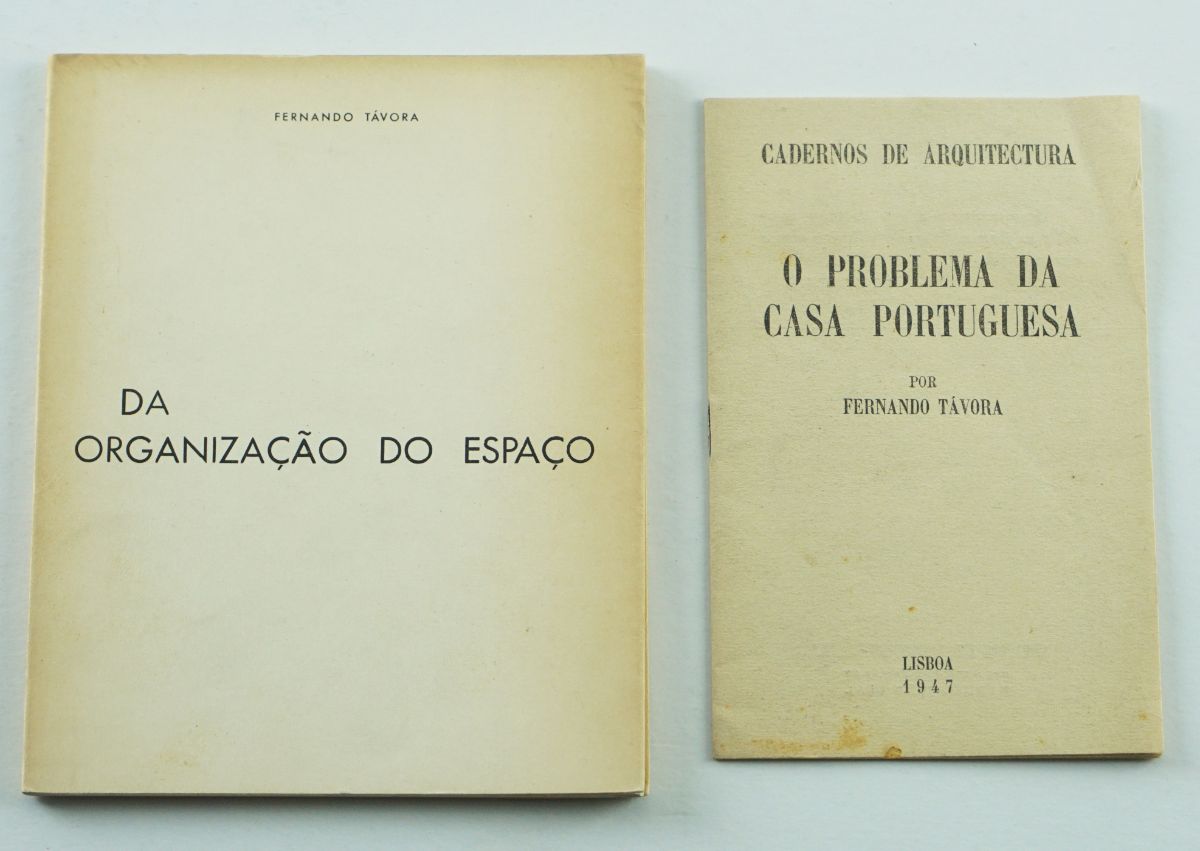 FERNANDO TÁVORA
DA
ORGANIZAÇÃO DO ESPAÇO
CADERNOS DE ARQUITECTURA
O PROBLEMA DA
CASA PORTUGUESA
POR
FERNANDO TÁVORA
LISBOA
1947